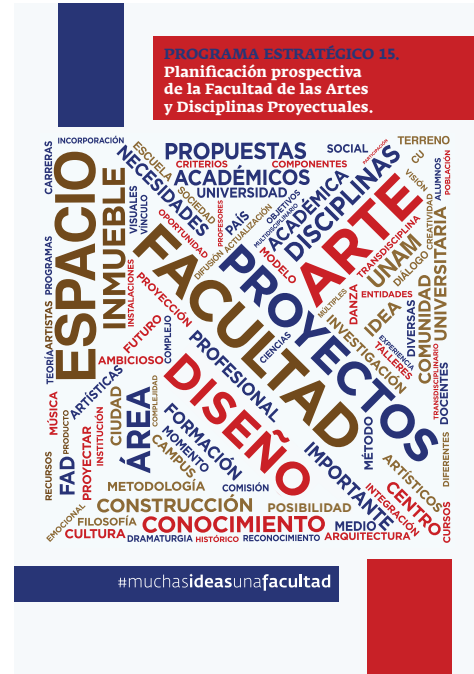 PROGRAMA ESTRATÉGICO 15.
Planificación prospectiva
de la Facultad de las Artes
y Disciplinas Proyectuales.
INCORPORACIÓN
CARRERAS
ESPACIO
INMUEBLE
NECESIDADES
ESCUELA
SOCIEDAD
PROPUESTAS
CRITERIOS
COMPONENTES
SOCIAL
PARTICIPACIÓN
TERRENO
CU
VISIÓN
ALUMNOS
POBLACIÓN
ACADÉMICOS
UNIVERSIDAD
ACADÉMICA
DISCIPLINAS
OBJETIVOS
MULTIDISCIPLINARIO
PAÍS
PROFESORES
DIFUSIÓN
ACTUALIZACIÓN
OPORTUNIDAD
VISUALES
VÍNCULO
INSTALACIONES
PROGRAMAS
ARTISTAS
TEORÍA
ARTE
TRANSDISCIPLINA
UNAM
DIÁLOGO
CREATIVIDAD
UNIVERSITARIA
COMUNIDAD
MODELO
FACULTAD
PROYECTOS
PROYECCIÓN
FUTURO
COMPLEJO
AMBICIOSO
MÚLTIPLES
DANZA
ENTIDADES
IDEA
DIVERSAS
EXPERIENCIA
TALLERES
TRANSDISCIPLINARIO
DOCENTES
INVESTIGACIÓN
CIENCIAS
PROFESIONAL
DISEÑO
ARTÍSTICAS
MÚSICA
PRODUCTO
FAD
RECURSOS
PROYECTAR
INSTITUCIÓN
CIUDAD
ÁREA
COMPLEJIDAD
FORMACIÓN
MOMENTO
CAMPUS
METODOLOGÍA
COMISIÓN
IMPORTANTE
MÉTODO
ARTÍSTICOS
DIFERENTES
INTEGRACIÓN
CENTRO
CURSOS
CONSTRUCCIÓN
POSIBILIDAD
EMOCIONAL
FILOSOFÍA
CONOCIMIENTO
MEDIO
CULTURA
DRAMATURGIA
HISTÓRICO
RECONOCIMIENTO
ARQUITECTURA
#muchasideasunafacultad